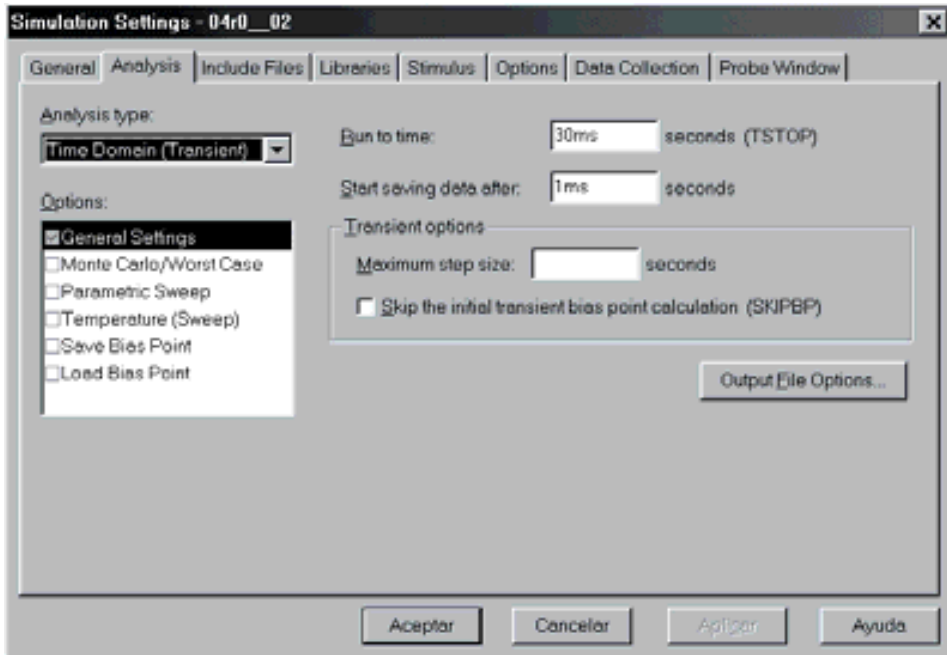 Simulation Settings - 04r0__02
General Analysis Include Files Libraries Stimulus Options Data Collection Probe Window
Analysis type:
Time Domain (Transient)
Options:
General Settings
Monte Carlo/Worst Case
Parametric Sweep
Temperature (Sweep)
Save Bias Point
Load Bias Point
Run to time: 30ms seconds (TSTOP)
Start saving data after: 1ms seconds
Transient options
Maximum step size: seconds
Skip the initial transient bias point calculation (SKIPBP)
Output File Options...
Aceptar Cancelar Aplicar Ayuda